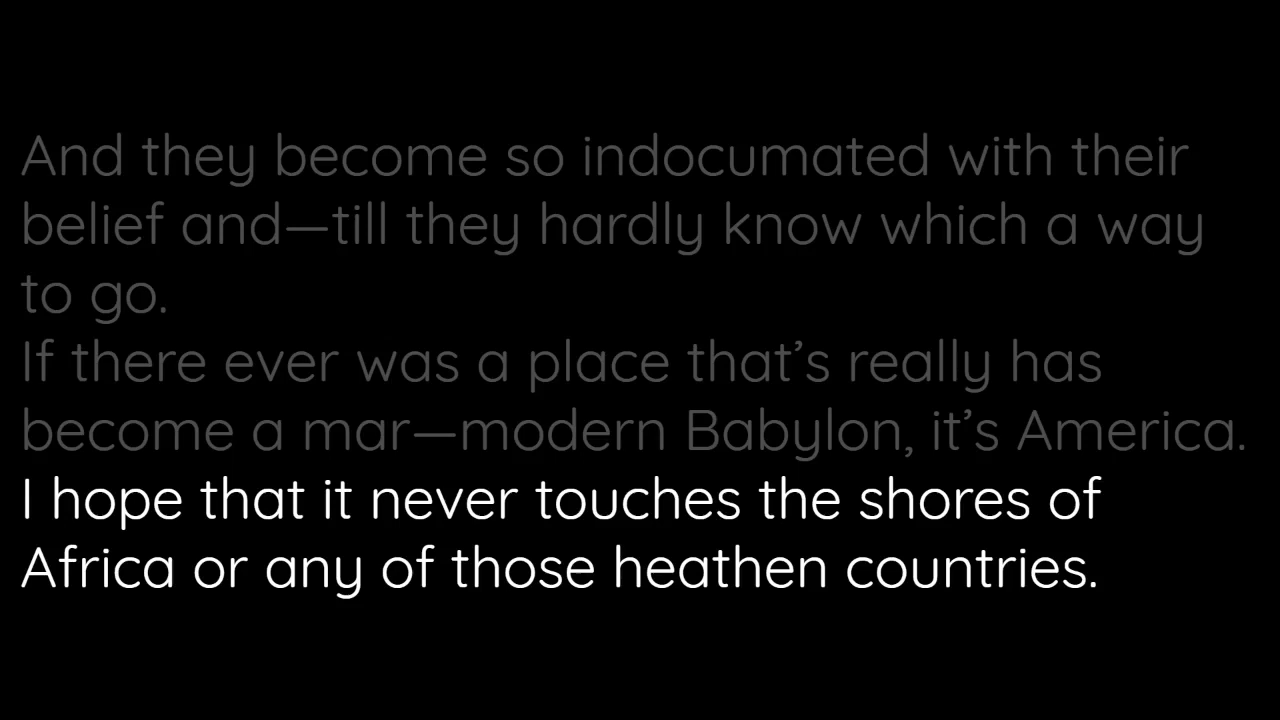 And they become so indocumated with their
belief and—till they hardly know which a way
to go.
If there ever was a place that’s really has
become a mar—modern Babylon, it’s America.
I hope that it never touches the shores of
Africa or any of those heathen countries.